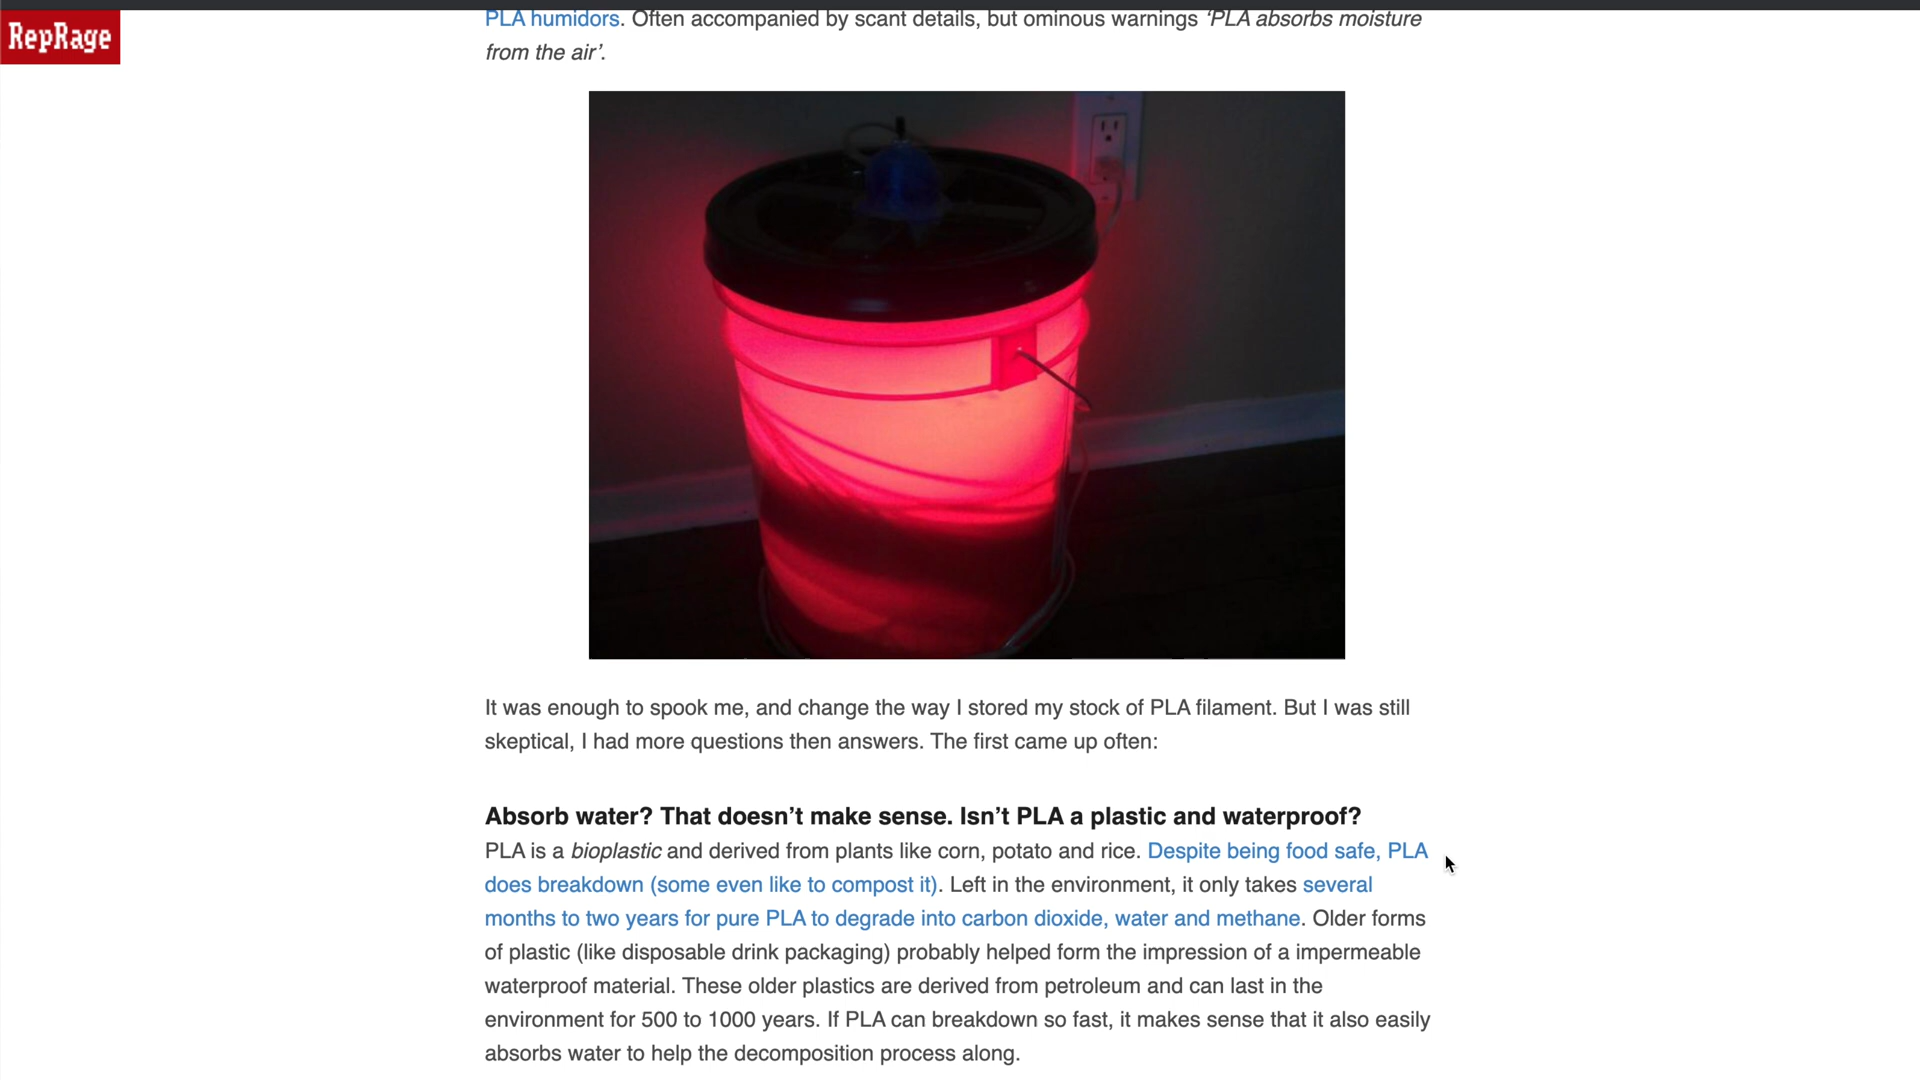 PLA humidors. Often accompanied by scant details, but ominous warnings ‘PLA absorbs moisture
from the air’.
RepRage
It was enough to spook me, and change the way I stored my stock of PLA filament. But I was still
skeptical, I had more questions then answers. The first came up often:
Absorb water? That doesn’t make sense. Isn’t PLA a plastic and waterproof?
PLA is a bioplastic and derived from plants like corn, potato and rice. Despite being food safe, PLA
does breakdown (some even like to compost it). Left in the environment, it only takes several
months to two years for pure PLA to degrade into carbon dioxide, water and methane. Older forms
of plastic (like disposable drink packaging) probably helped form the impression of a impermeable
waterproof material. These older plastics are derived from petroleum and can last in the
environment for 500 to 1000 years. If PLA can breakdown so fast, it makes sense that it also easily
absorbs water to help the decomposition process along.